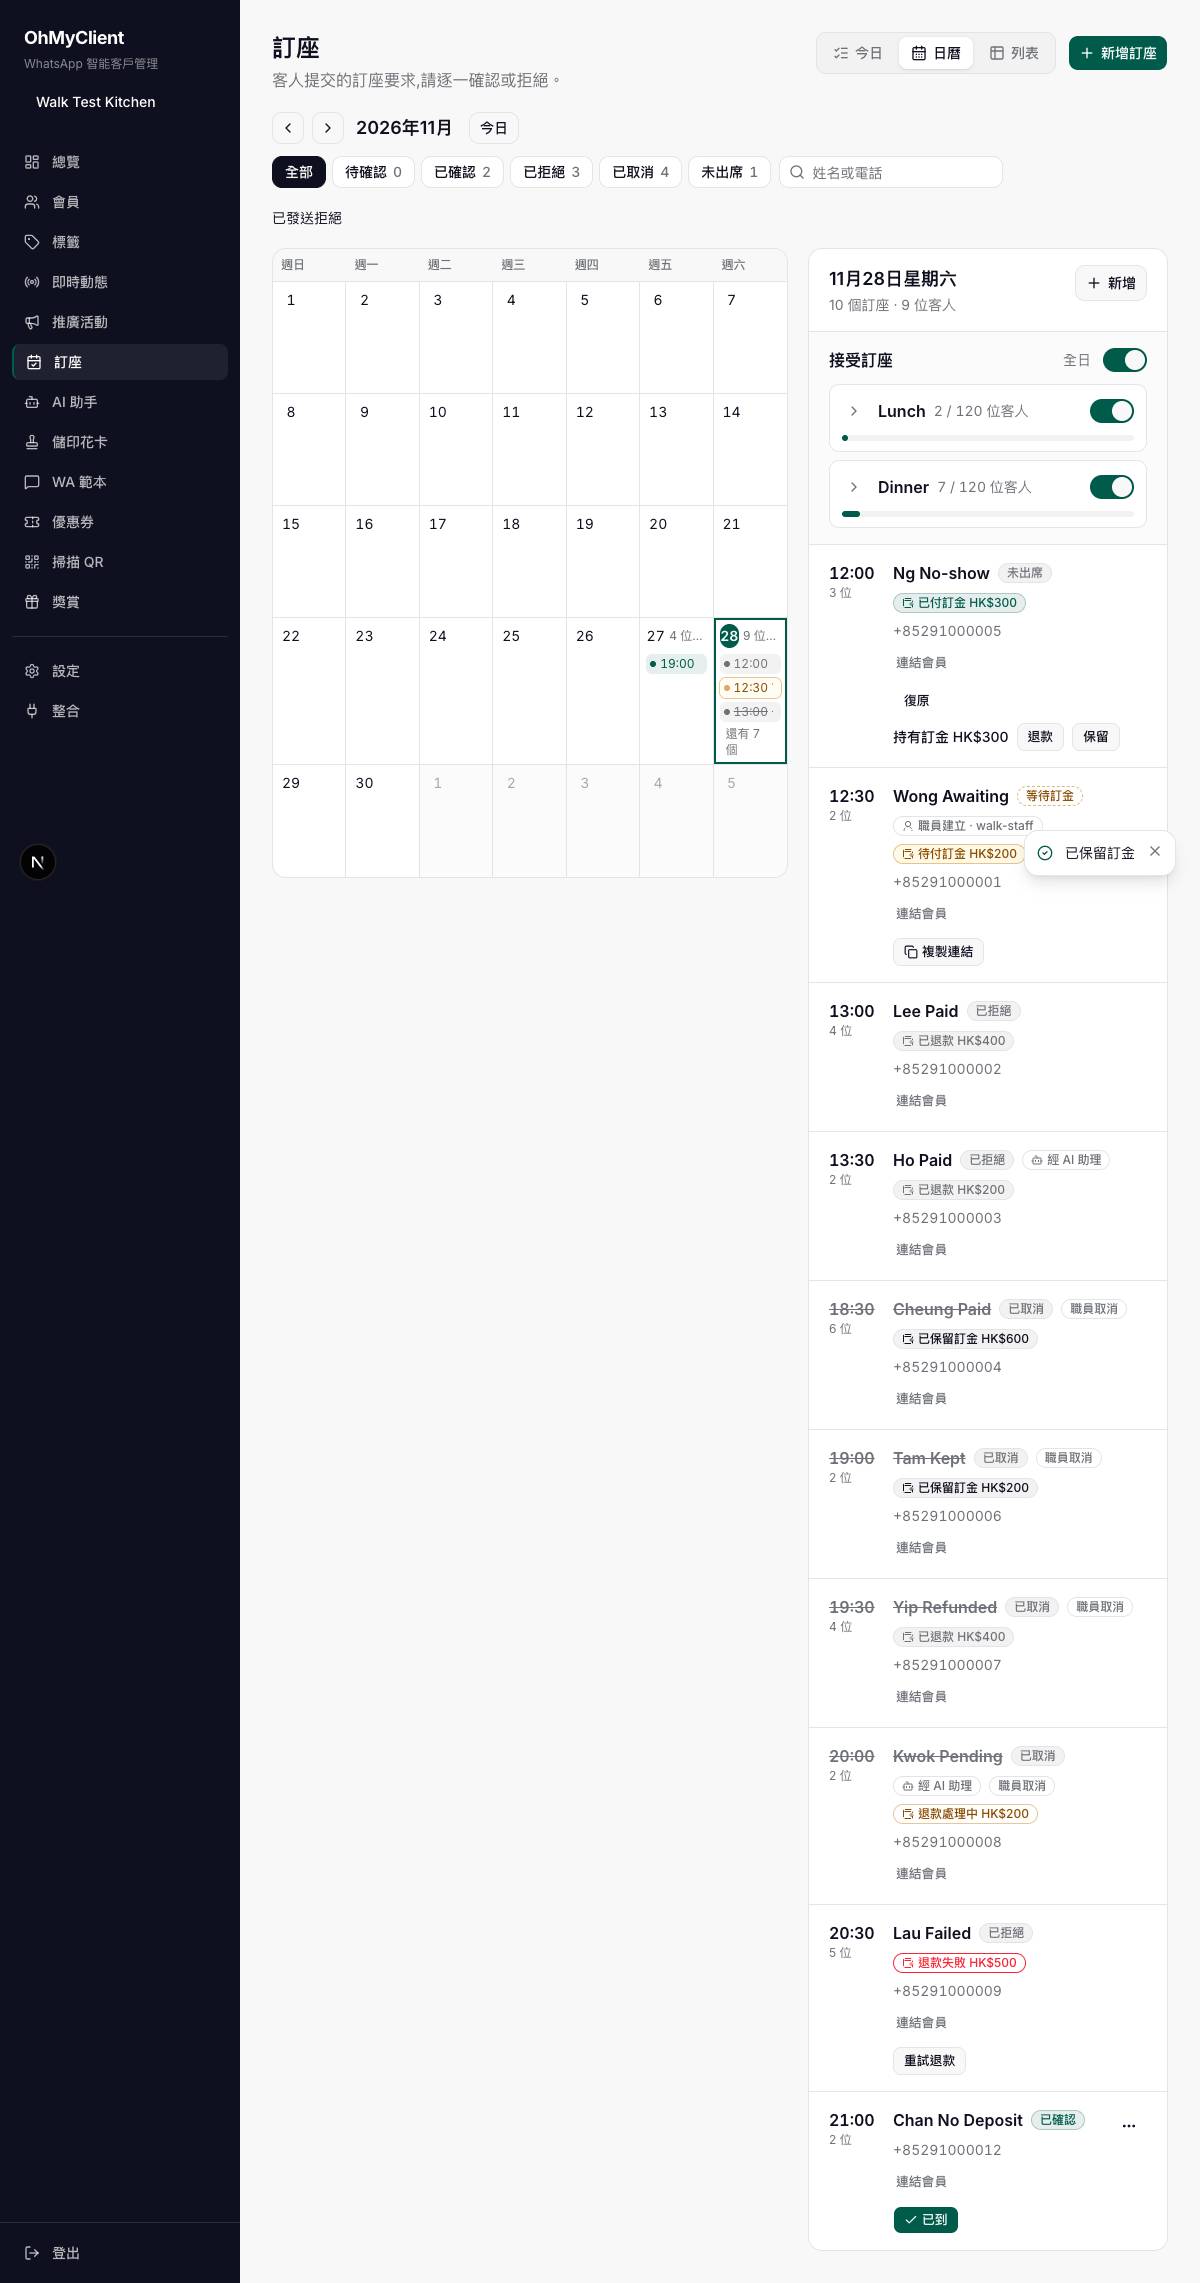 OhMyClient
WhatsApp 智能客戶管理
Walk Test Kitchen
總覽
會員
標籤
即時動態
推廣活動
訂座
AI 助手
儲印花卡
WA 範本
優惠券
掃描 QR
獎賞
設定
整合
登出
訂座
客人提交的訂座要求,請逐一確認或拒絕。
今日 日曆 列表 新增訂座
2026年11月 今日
全部 待確認 0 已確認 2 已拒絕 3 已取消 4 未出席 1 姓名或電話
已發送拒絕
週日 週一 週二 週三 週四 週五 週六
1 2 3 4 5 6 7
8 9 10 11 12 13 14
15 16 17 18 19 20 21
22 23 24 25 26 27 4 位... 28 9 位...
19:00 12:00
12:30
13:00
還有 7
個
29 30 1 2 3 4 5
11月28日星期六
10 個訂座 · 9 位客人
新增
接受訂座 全日
Lunch 2 / 120 位客人
Dinner 7 / 120 位客人
12:00 Ng No-show 未出席
3 位
已付訂金 HK$300
+85291000005
連結會員
復原
持有訂金 HK$300 退款 保留
12:30 Wong Awaiting 等待訂金
2 位
職員建立 · walk-staff
待付訂金 HK$200
已保留訂金
+85291000001
連結會員
複製連結
13:00 Lee Paid 已拒絕
4 位
已退款 HK$400
+85291000002
連結會員
13:30 Ho Paid 已拒絕 經 AI 助理
2 位
已退款 HK$200
+85291000003
連結會員
18:30 Cheung Paid 已取消 職員取消
6 位
已保留訂金 HK$600
+85291000004
連結會員
19:00 Tam Kept 已取消 職員取消
2 位
已保留訂金 HK$200
+85291000006
連結會員
19:30 Yip Refunded 已取消 職員取消
4 位
已退款 HK$400
+85291000007
連結會員
20:00 Kwok Pending 已取消
2 位
經 AI 助理 職員取消
退款處理中 HK$200
+85291000008
連結會員
20:30 Lau Failed 已拒絕
5 位
退款失敗 HK$500
+85291000009
連結會員
重試退款
21:00 Chan No Deposit 已確認 ...
2 位
+85291000012
連結會員
已到